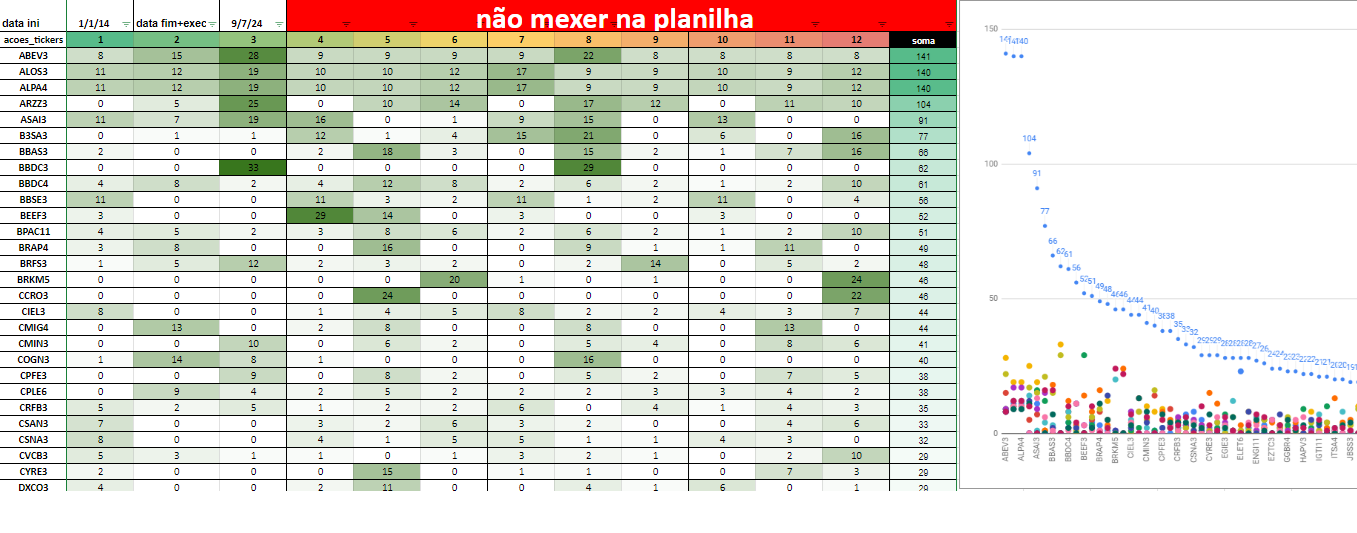 data ini 1/1/14 data fim+exec 9/7/24 não mexer na planilha
acoes_tickers 1 2 3 4 5 6 7 8 9 10 11 12 soma
ABEV3 8 15 28 9 9 9 9 22 8 8 8 8 141
ALOS3 11 12 19 10 10 12 17 9 9 10 9 12 140
ALPA4 11 12 19 10 10 12 17 9 9 10 9 12 140
ARZZ3 0 5 25 0 10 14 0 17 12 0 11 10 104
ASAI3 11 7 19 16 0 1 9 15 0 13 0 0 91
B3SA3 0 1 1 12 1 4 15 21 0 6 0 16 77
BBAS3 2 0 0 2 18 3 0 15 2 1 7 16 66
BBDC3 0 0 33 0 0 0 0 29 0 0 0 0 62
BBDC4 4 8 2 4 12 8 2 6 2 1 2 10 61
BBSE3 11 0 0 11 3 2 11 1 2 11 0 4 56
BEEF3 3 0 0 29 14 0 3 0 0 3 0 0 52
BPAC11 4 5 2 3 8 6 2 6 2 1 2 10 51
BRAP4 3 8 0 0 16 0 0 9 1 1 11 0 49
BRFS3 1 5 12 2 3 2 0 2 14 0 5 2 48
BRKM5 0 0 0 0 0 20 1 0 1 0 0 24 46
CCRO3 0 0 0 0 24 0 0 0 0 0 0 22 46
CIEL3 8 0 0 1 4 5 8 2 2 4 3 7 44
CMIG4 0 13 0 2 8 0 0 8 0 0 13 0 44
CMIN3 0 0 10 0 6 2 0 5 4 0 8 6 41
COGN3 1 14 8 1 0 0 0 16 0 0 0 0 40
CPFE3 0 0 9 0 8 2 0 5 2 0 7 5 38
CPLE6 0 9 4 2 5 2 2 2 3 3 4 2 38
CRFB3 5 2 5 1 2 2 6 0 4 1 4 3 35
CSAN3 7 0 0 3 2 6 3 2 0 0 4 6 33
CSNA3 8 0 0 4 1 5 5 1 1 4 3 0 32
CVCB3 5 3 1 1 0 1 3 2 1 0 2 10 29
CYRE3 2 0 0 0 15 0 0 2 0 0 7 3 29
DXCO3 4 0 0 2 11 0 0 4 1 6 0 1 29
150
100
50
0
104
91
77
66
56
ABEV3 ALPA4 ASAI3 BBAS3 BBDC4 BEEF3 BRAP4 BRKM5 CIEL3 CMIN3 CPFE3 CRFB3 CSNA3 CYRE3 EGIE3 ELET6 ENGI11 EZTC3 GGBR4 HAPV3 IGTI11 ITSA4 JBSS3